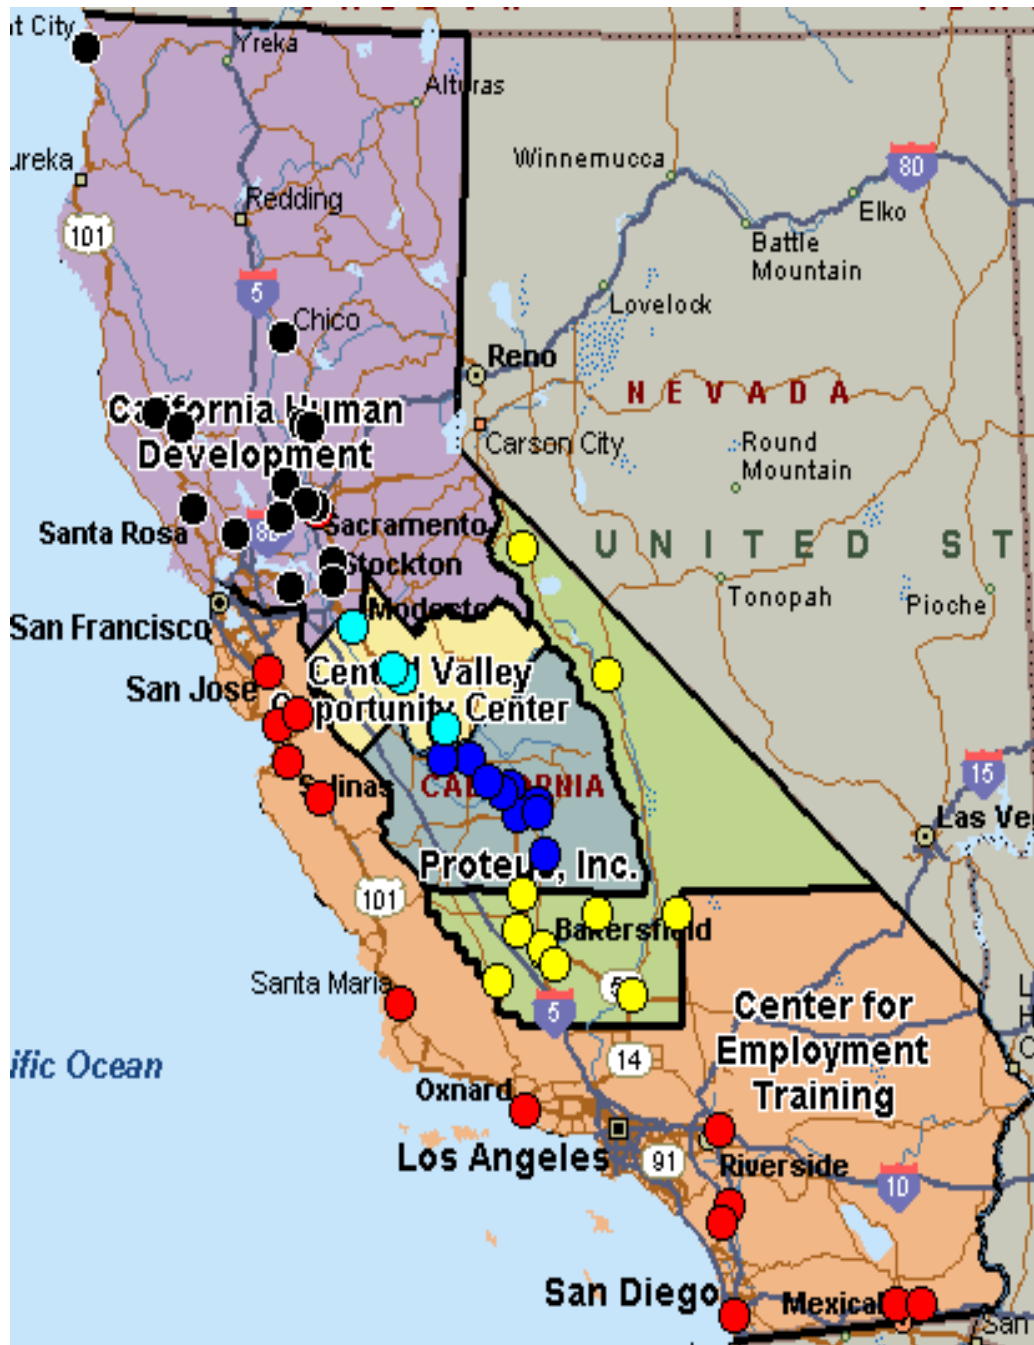 t City
Yreka
Alturas
Winnemucca
80
ureka
Elko
Redding
101
Battle
Mountain
5
Lovelock
Chico
Reno
NEVADA
California Human
Development
Carson City
Round
Mountain
Santa Rosa
Sacramento
UNITED ST
Stockton
Tonopah
Pioche
Modesto
San Francisco
Central Valley
Opportunity Center
San Jose
15
Salinas
CALIFORNIA
Las Ve
Proteus, Inc.
101
Bakersfield
Santa Maria
5
Center for
Employment
Training
14
ific Ocean
Oxnard
Los Angeles
91
Riverside
10
San Diego
Mexical
San